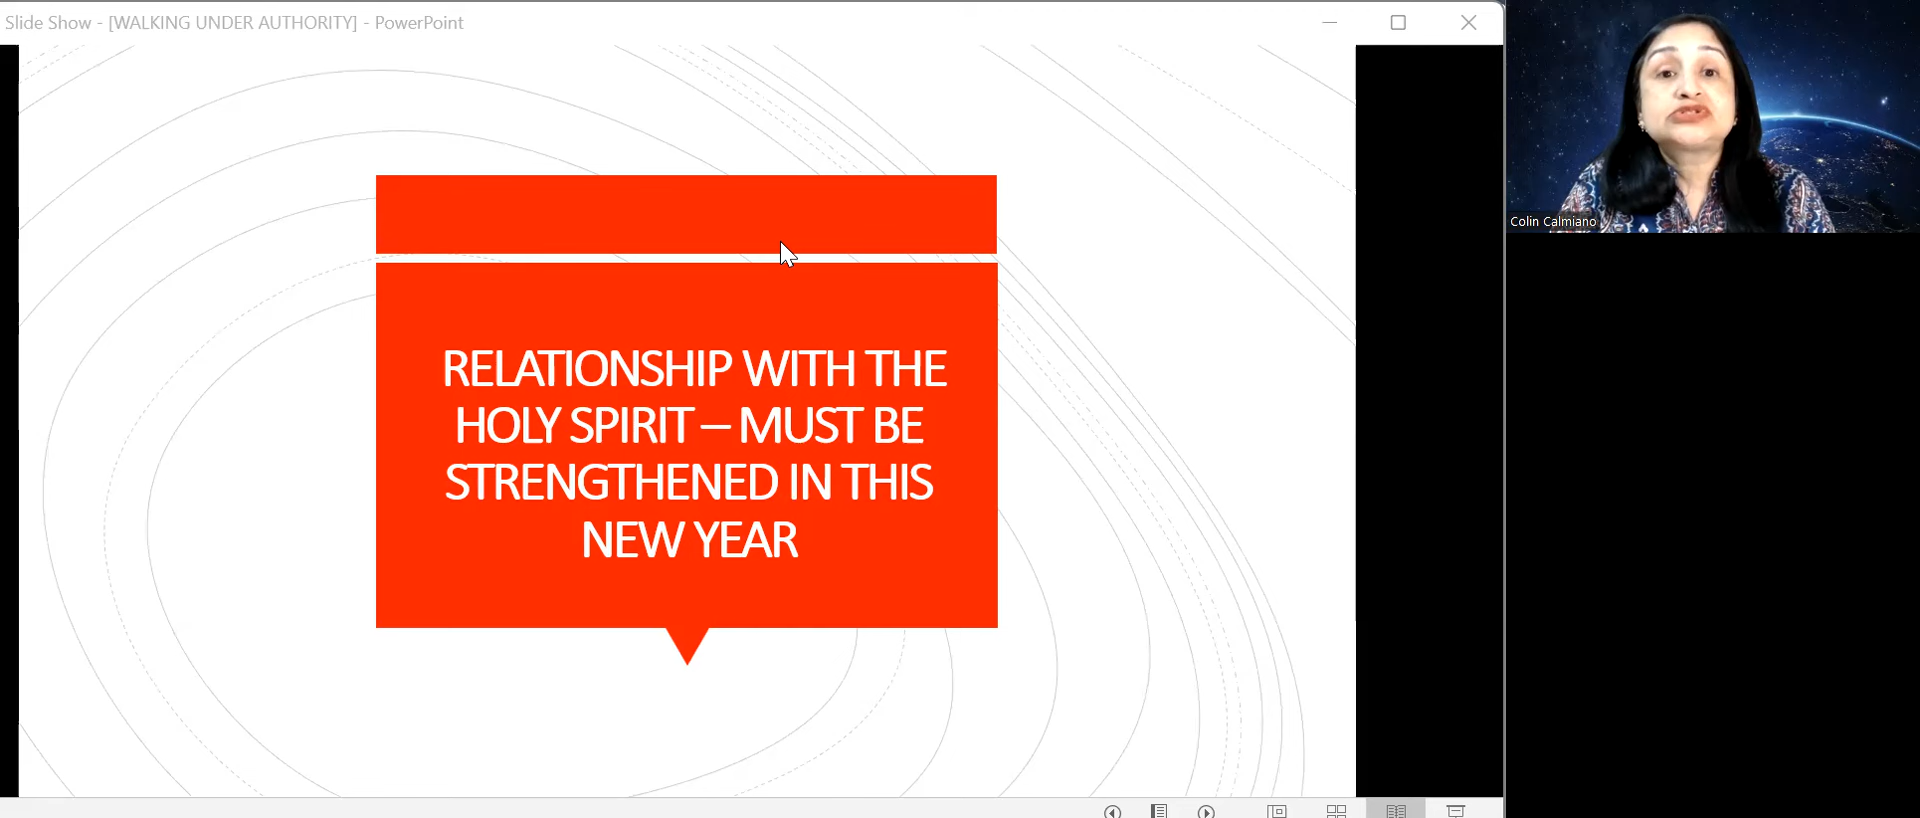 Slide Show - [WALKING UNDER AUTHORITY] - PowerPoint
RELATIONSHIP WITH THE
HOLY SPIRIT – MUST BE
STRENGTHENED IN THIS
NEW YEAR
Colin Calmiano